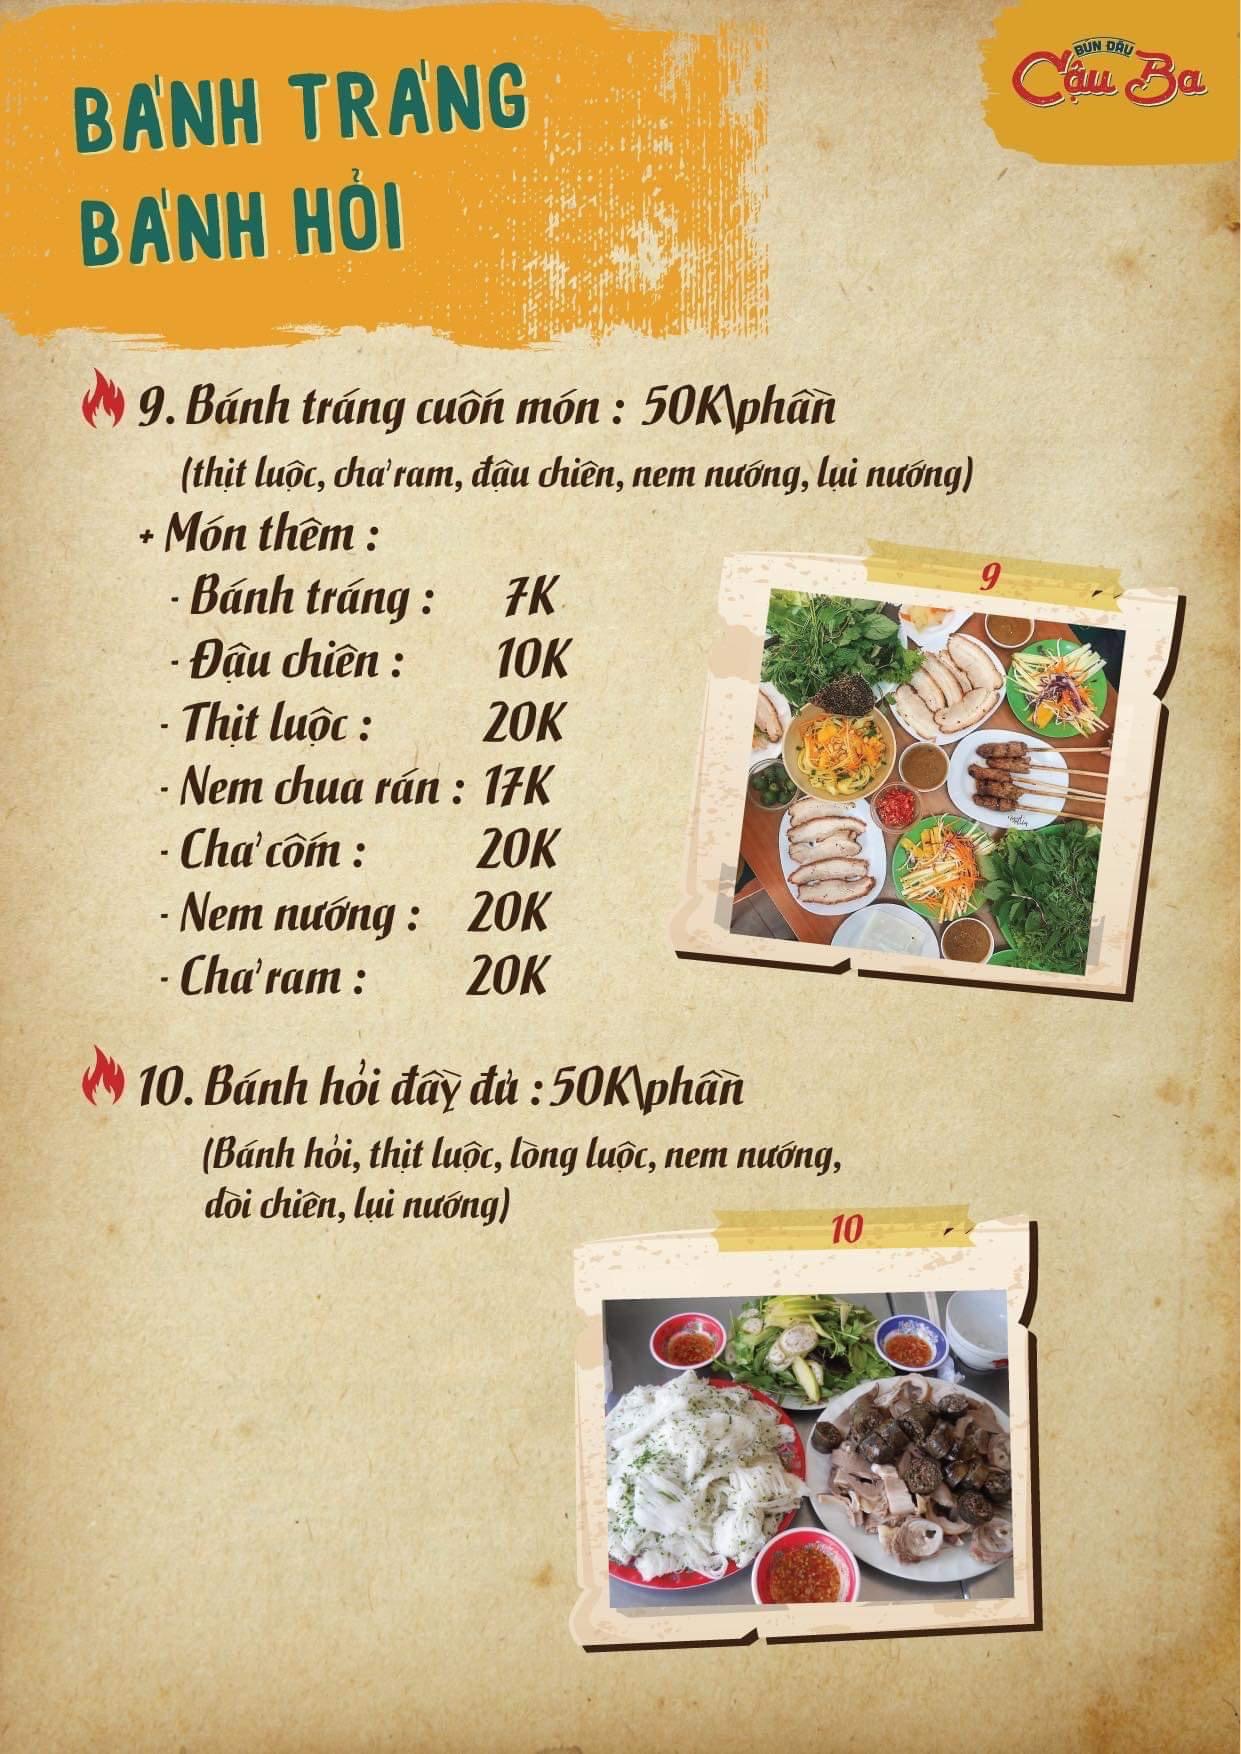 BÁNH TRÁNG
BÁNH HỎI
BÚN ĐẬU
Cậu Ba
9. Bánh tráng cuốn món : 50K\phần
(thịt luộc, chả ram, đậu chiên, nem nướng, lụi nướng)
+ Món thêm :
- Bánh tráng : 7K
- Đậu chiên : 10K
- Thịt luộc : 20K
- Nem chua rán : 17K
- Chả cốm : 20K
- Nem nướng : 20K
- Chả ram : 20K
9
10. Bánh hỏi đầy đủ : 50K\phần
(Bánh hỏi, thịt luộc, lòng luộc, nem nướng,
dồi chiên, lụi nướng)
10